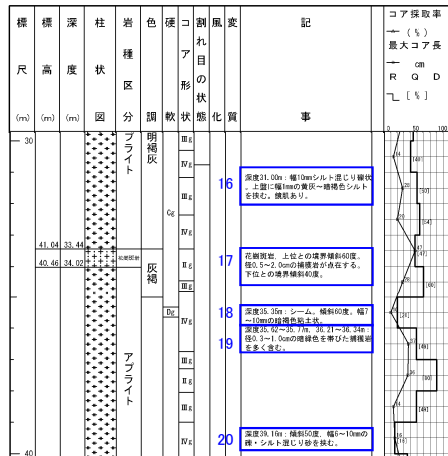 標尺(m)
標高(m)
深度(m)
柱状図
岩種区分
色調
硬軟
コア形状
割れ目の状態
風化
変質
記事
コア採取率
(%)
最大コア長
cm
R Q D
[%]
0 50 100
30
アプライト
明褐灰
Ⅲg
Ⅳg
Ⅲg
Ⅳg
Cg
16
深度31.00m:幅10mmシルト混じり礫状
。上盤に幅1mmの黄灰~暗褐色シルト
を挟む。鏡肌あり。
41.04 33.44
40.46 34.02
花崗斑岩
灰褐
Ⅱg
Ⅲg
17
花崗斑岩。上位との境界傾斜60度。
径0.5~2.0cmの捕獲岩が点在する。
下位との境界傾斜40度。
Dg
Ⅳg
18
深度35.35m:シーム。傾斜60度。幅7
~10mmの暗褐色粘土状。
19
深度35.62~35.77m、36.21~36.34m:
径0.3~1.0cmの暗緑色を帯びた捕獲岩
を多く含む。
アプライト
Ⅲg
Ⅱg
Ⅲg
Ⅳg
20
深度39.16m:傾斜50度、幅6~10mmの
礫・シルト混じり砂を挟む。
40